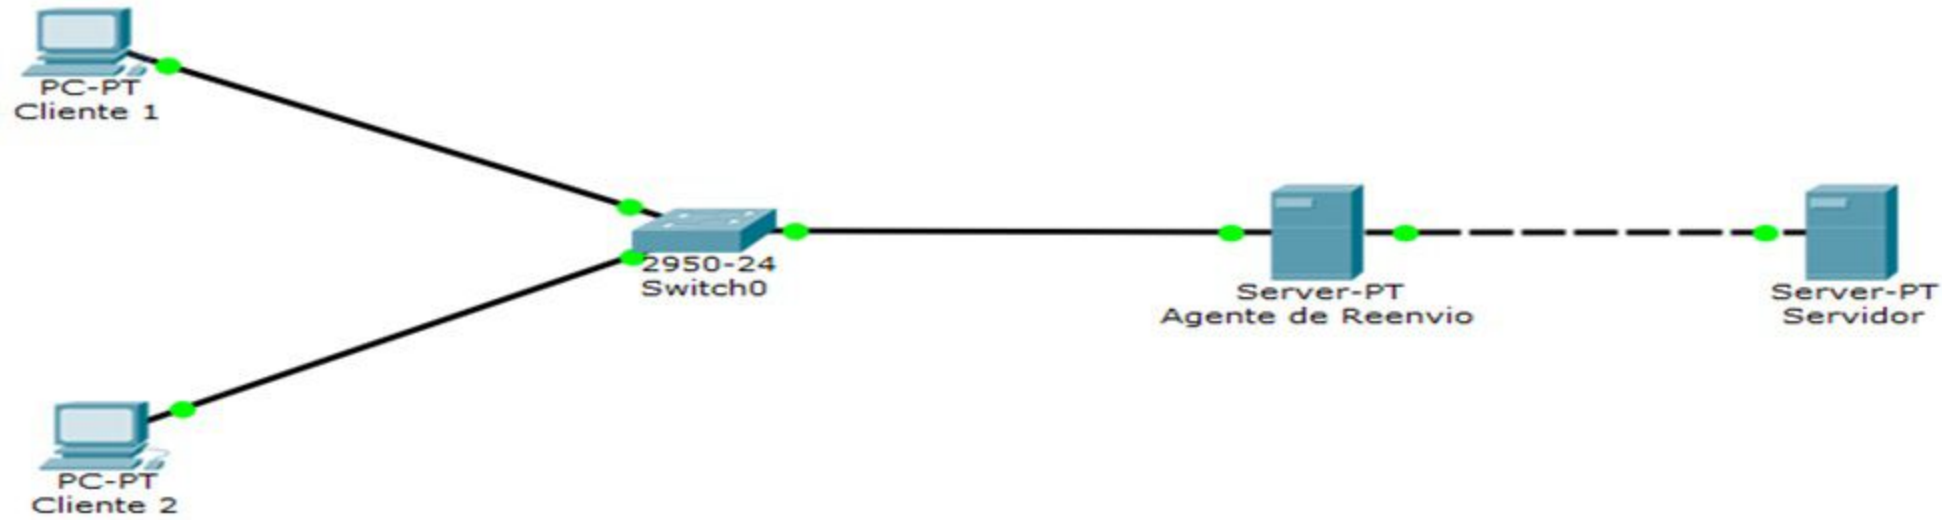 PC-PT
Cliente 1
2950-24
Switch0
Server-PT
Agente de Reenvio
Server-PT
Servidor
PC-PT
Cliente 2